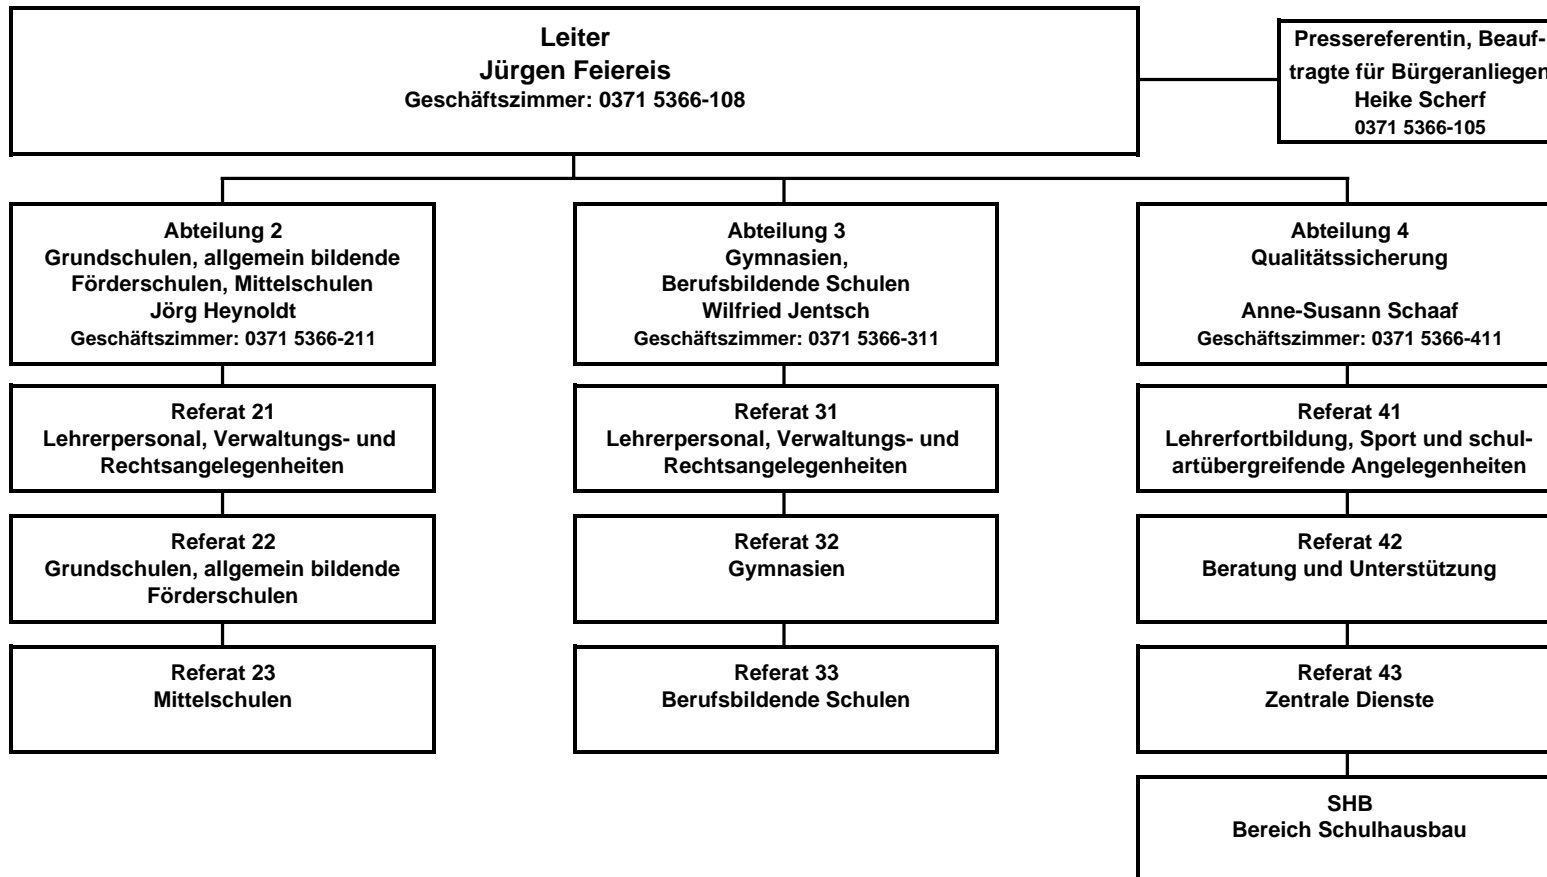 Leiter
Jürgen Feiereis
Geschäftszimmer: 0371 5366-108
Pressereferentin, Beauf-
tragte für Bürgeranliegen
Heike Scherf
0371 5366-105
Abteilung 2
Grundschulen, allgemein bildende
Förderschulen, Mittelschulen
Jörg Heynoldt
Geschäftszimmer: 0371 5366-211
Abteilung 3
Gymnasien,
Berufsbildende Schulen
Wilfried Jentsch
Geschäftszimmer: 0371 5366-311
Abteilung 4
Qualitätssicherung
Anne-Susann Schaaf
Geschäftszimmer: 0371 5366-411
Referat 21
Lehrerpersonal, Verwaltungs- und
Rechtsangelegenheiten
Referat 31
Lehrerpersonal, Verwaltungs- und
Rechtsangelegenheiten
Referat 41
Lehrerfortbildung, Sport und schul-
artübergreifende Angelegenheiten
Referat 22
Grundschulen, allgemein bildende
Förderschulen
Referat 32
Gymnasien
Referat 42
Beratung und Unterstützung
Referat 23
Mittelschulen
Referat 33
Berufsbildende Schulen
Referat 43
Zentrale Dienste
SHB
Bereich Schulhausbau